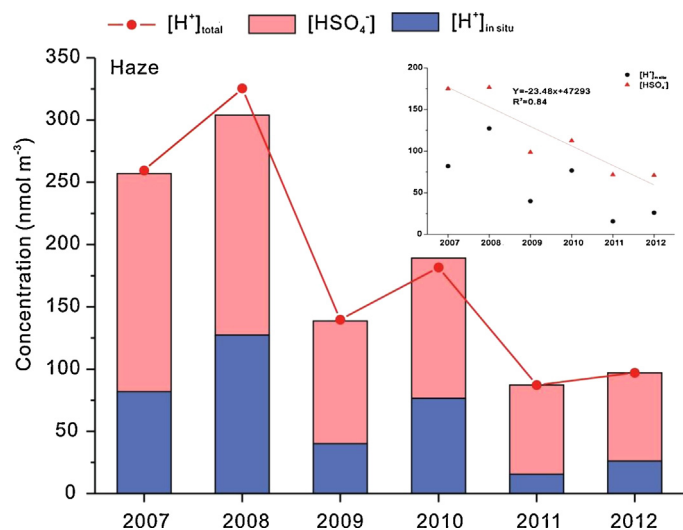 [H⁺]total [HSO₄⁻] [H⁺]in situ
Haze
Concentration (nmol m⁻³)
350
300
250
200
150
100
50
0
2007 2008 2009 2010 2011 2012
[H⁺]in situ
[HSO₄⁻]
Y=-23.48x+47293
R²=0.84
200
150
100
50
0
2007 2008 2009 2010 2011 2012